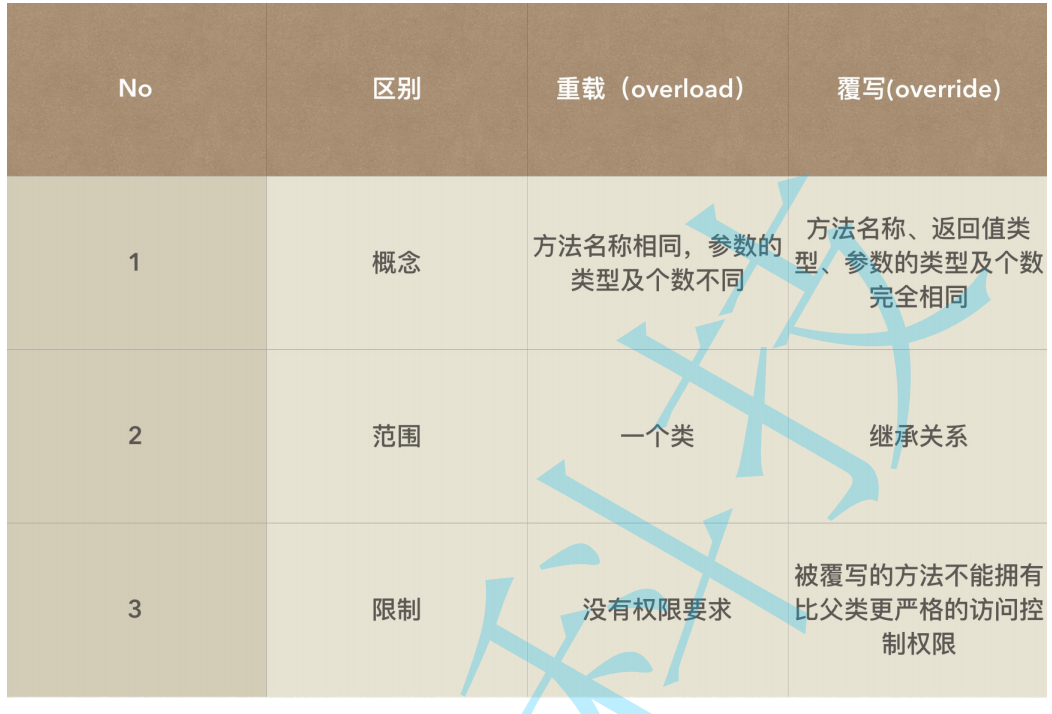 No
区别
重载（overload）
覆写(override)
1
概念
方法名称相同，参数的
类型及个数不同
方法名称、返回值类
型、参数的类型及个数
完全相同
2
范围
一个类
继承关系
3
限制
没有权限要求
被覆写的方法不能拥有
比父类更严格的访问控
制权限
科技